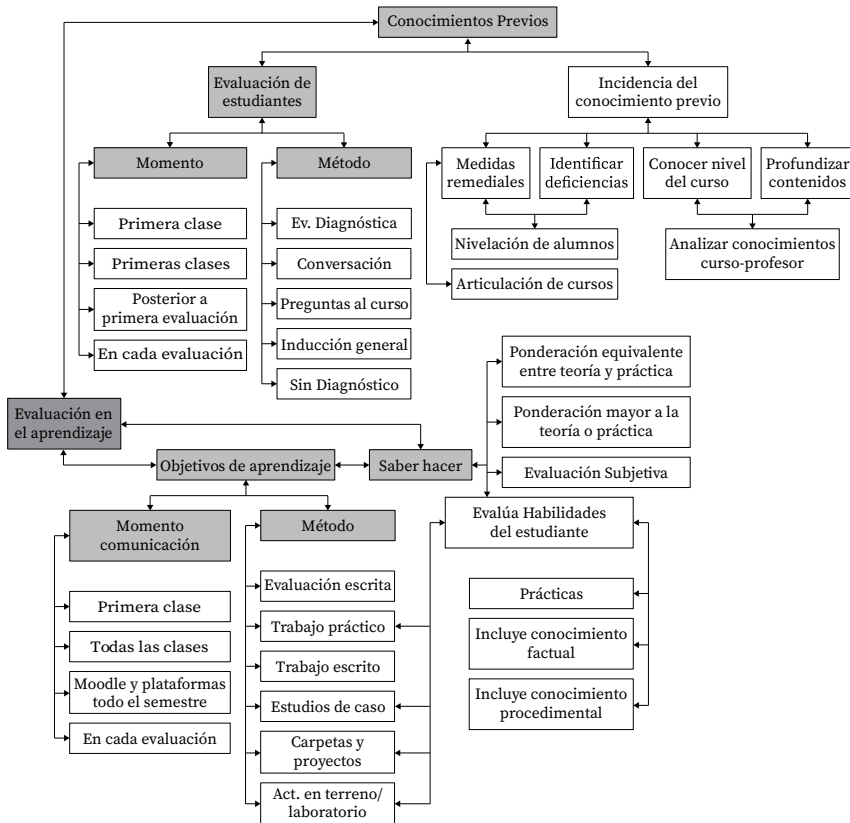 Conocimientos Previos
Evaluación de
estudiantes
Incidencia del
conocimiento previo
Momento
Método
Medidas
remediales
Identificar
deficiencias
Conocer nivel
del curso
Profundizar
contenidos
Primera clase
Primeras clases
Posterior a
primera evaluación
En cada evaluación
Ev. Diagnóstica
Conversación
Preguntas al curso
Inducción general
Sin Diagnóstico
Nivelación de alumnos
Articulación de cursos
Analizar conocimientos
curso-profesor
Evaluación en
el aprendizaje
Objetivos de aprendizaje
Saber hacer
Ponderación equivalente
entre teoría y práctica
Ponderación mayor a la
teoría o práctica
Evaluación Subjetiva
Evalúa Habilidades
del estudiante
Momento
comunicación
Método
Primera clase
Todas las clases
Moodle y plataformas
todo el semestre
En cada evaluación
Evaluación escrita
Trabajo práctico
Trabajo escrito
Estudios de caso
Carpetas y
proyectos
Act. en terreno/
laboratorio
Prácticas
Incluye conocimiento
factual
Incluye conocimiento
procedimental